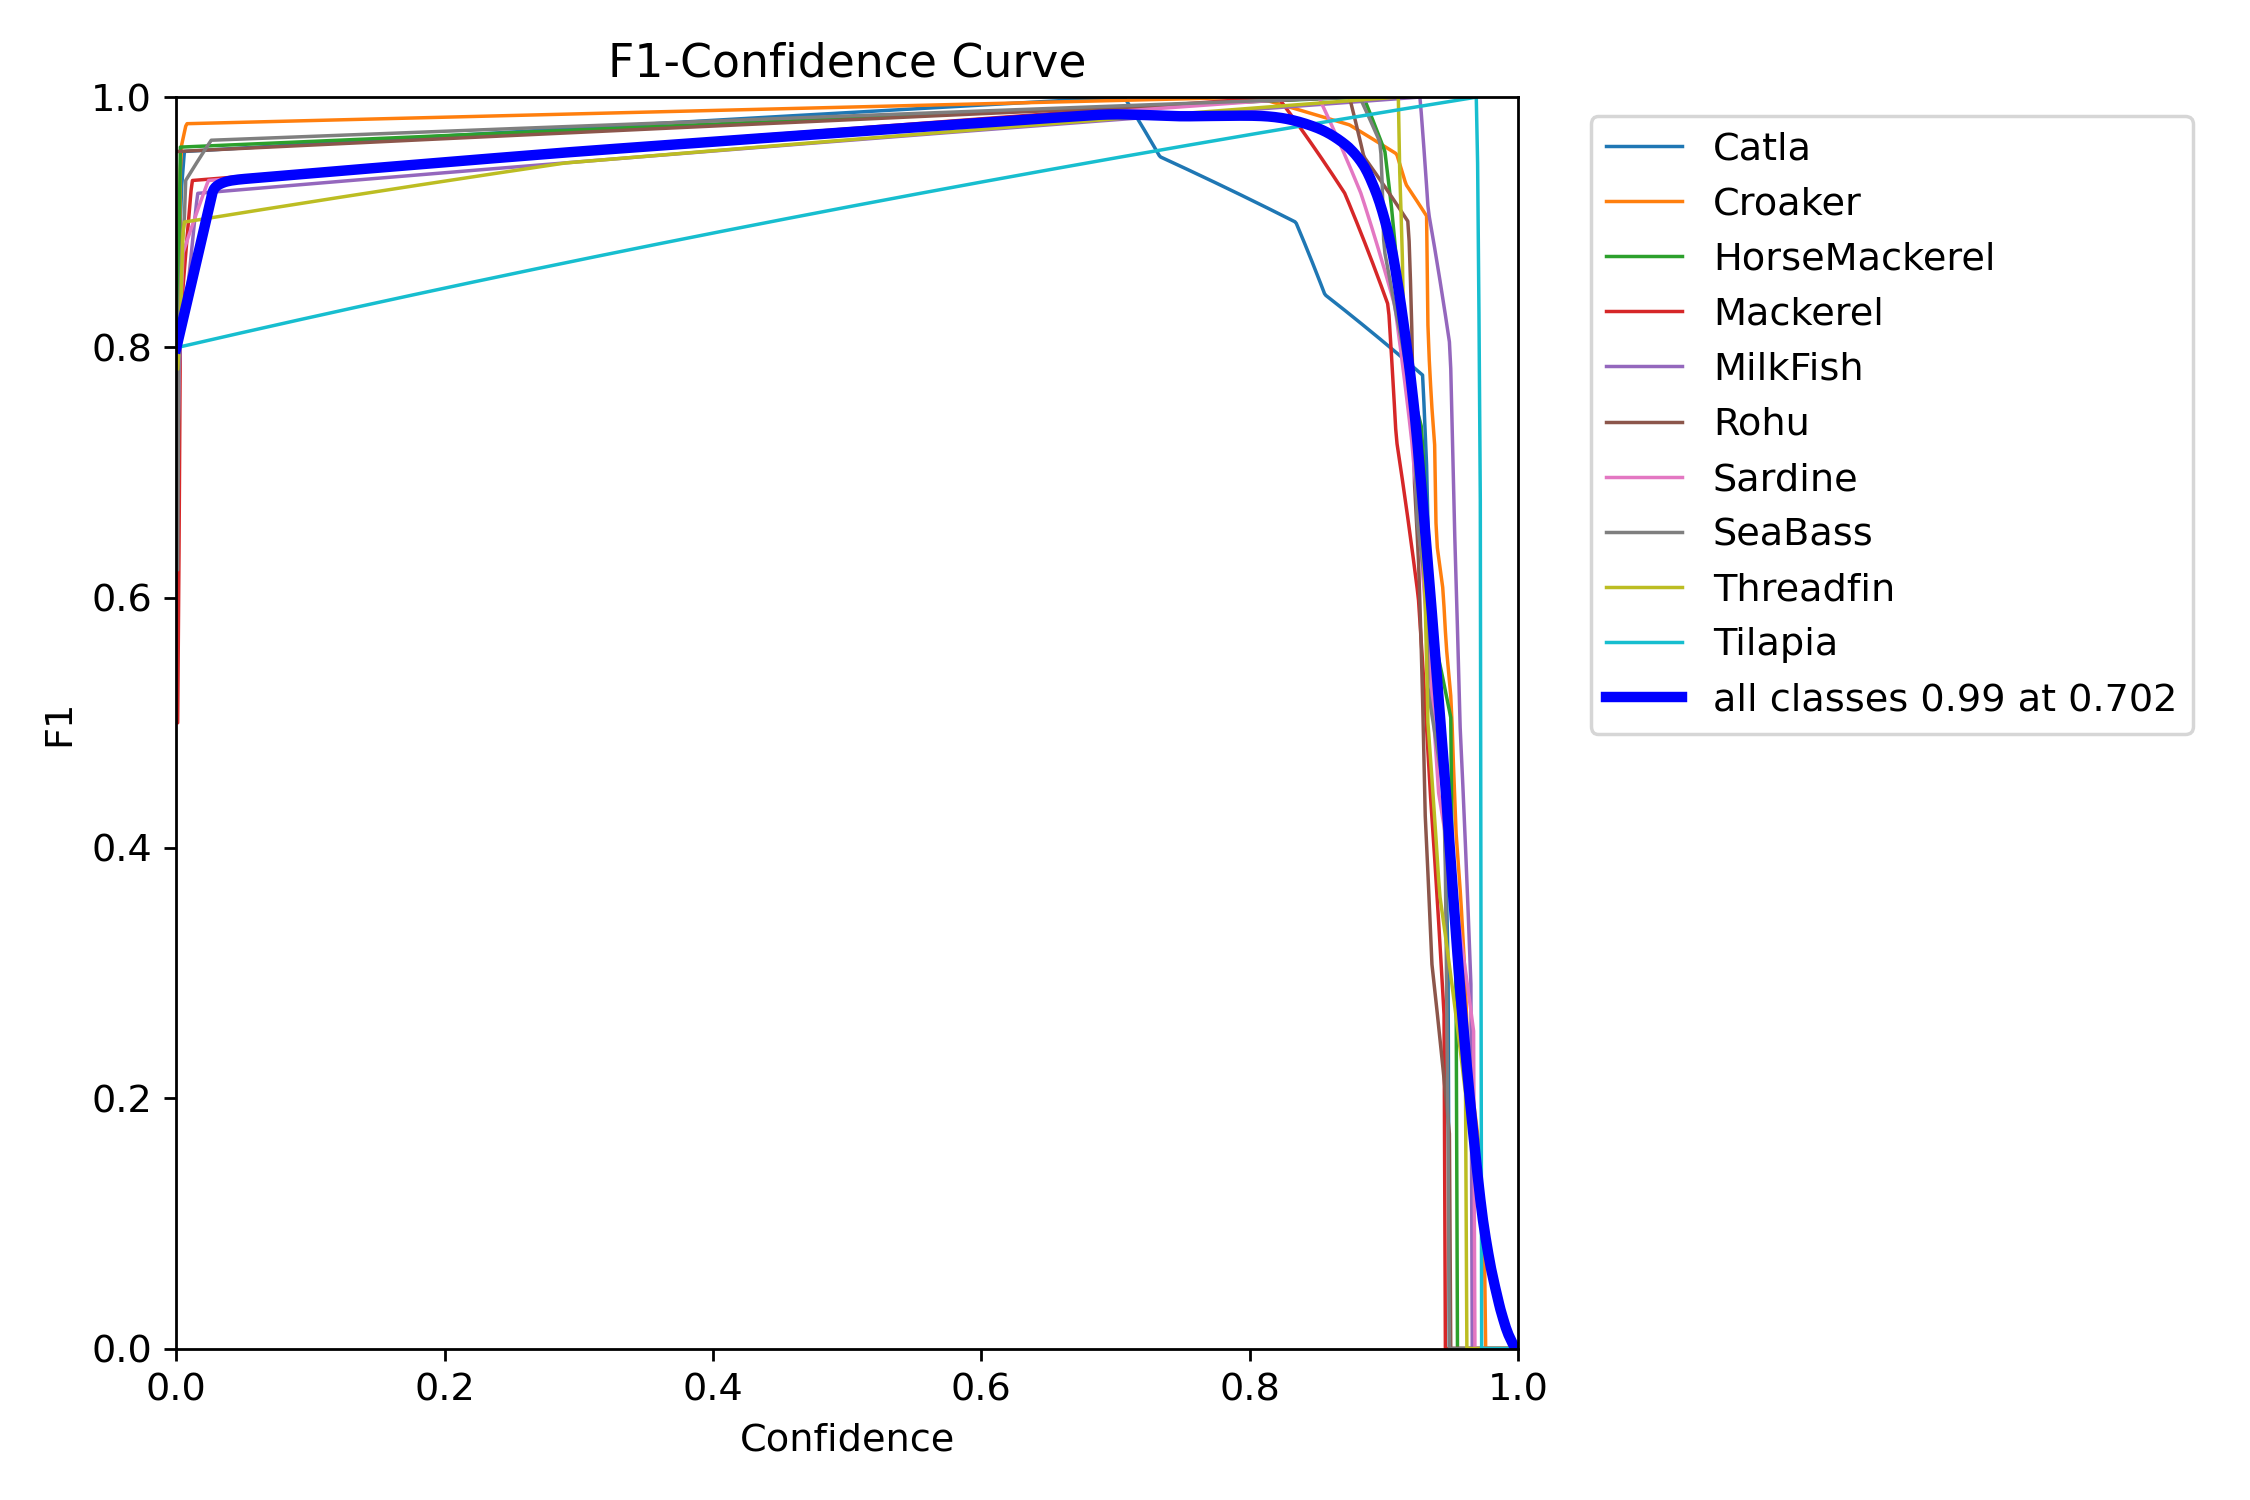 F1-Confidence Curve
1.0
0.8
0.6
0.4
0.2
0.0
F1
0.0 0.2 0.4 0.6 0.8 1.0
Confidence
Catla
Croaker
HorseMackerel
Mackerel
MilkFish
Rohu
Sardine
SeaBass
Threadfin
Tilapia
all classes 0.99 at 0.702